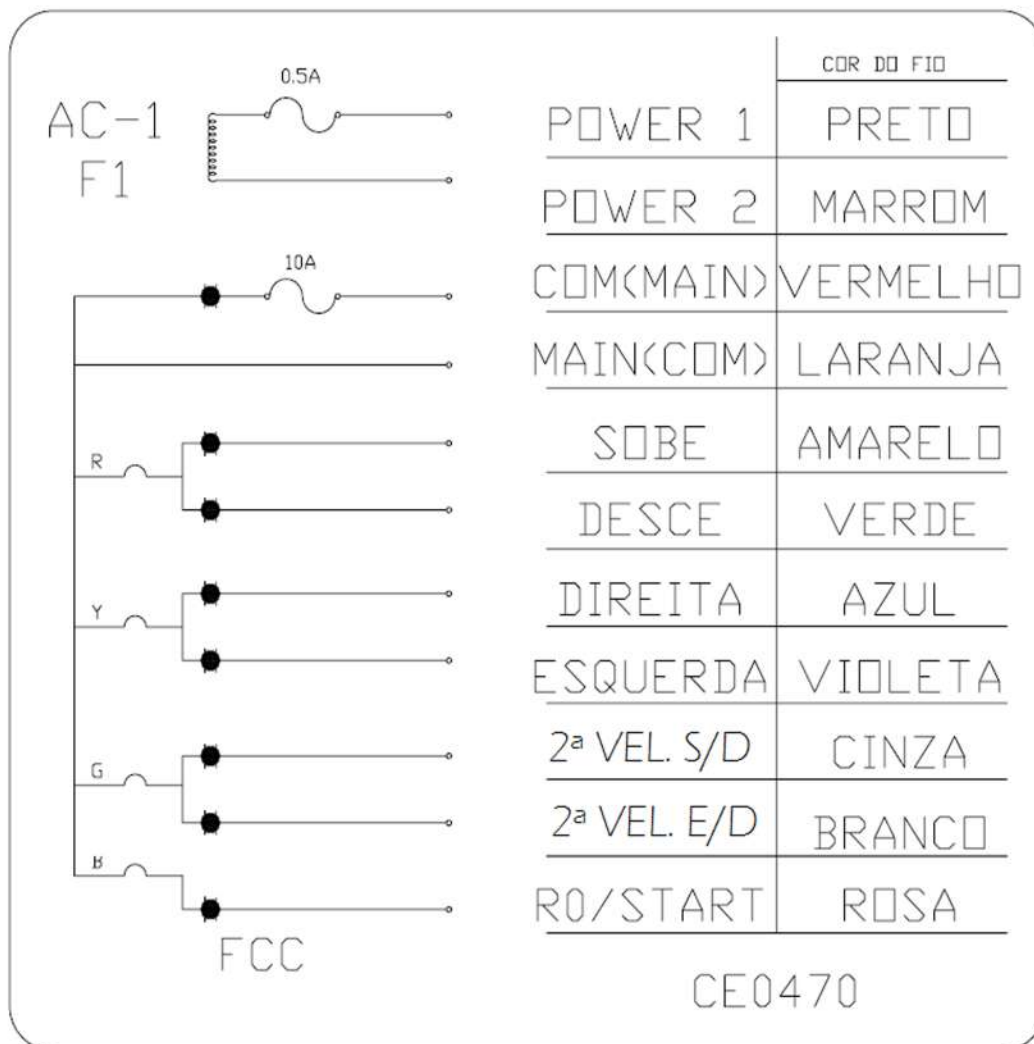 COR DO FIO
AC-1
F1
0.5A
POWER 1 PRETO
POWER 2 MARROM
10A
COM(MAIN) VERMELHO
MAIN(COM) LARANJA
SOBE AMARELO
R
DESCE VERDE
DIREITA AZUL
Y
ESQUERDA VIOLETA
2ª VEL. S/D CINZA
G
2ª VEL. E/D BRANCO
B
R0/START ROSA
FCC
CE0470